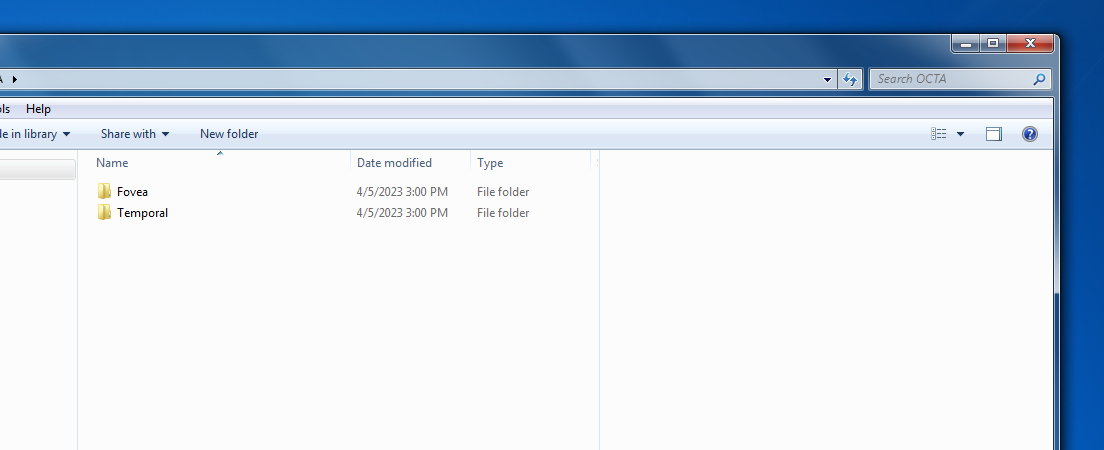 Search OCTA
Help
Share with
New folder
Name Date modified Type
Fovea 4/5/2023 3:00 PM File folder
Temporal 4/5/2023 3:00 PM File folder